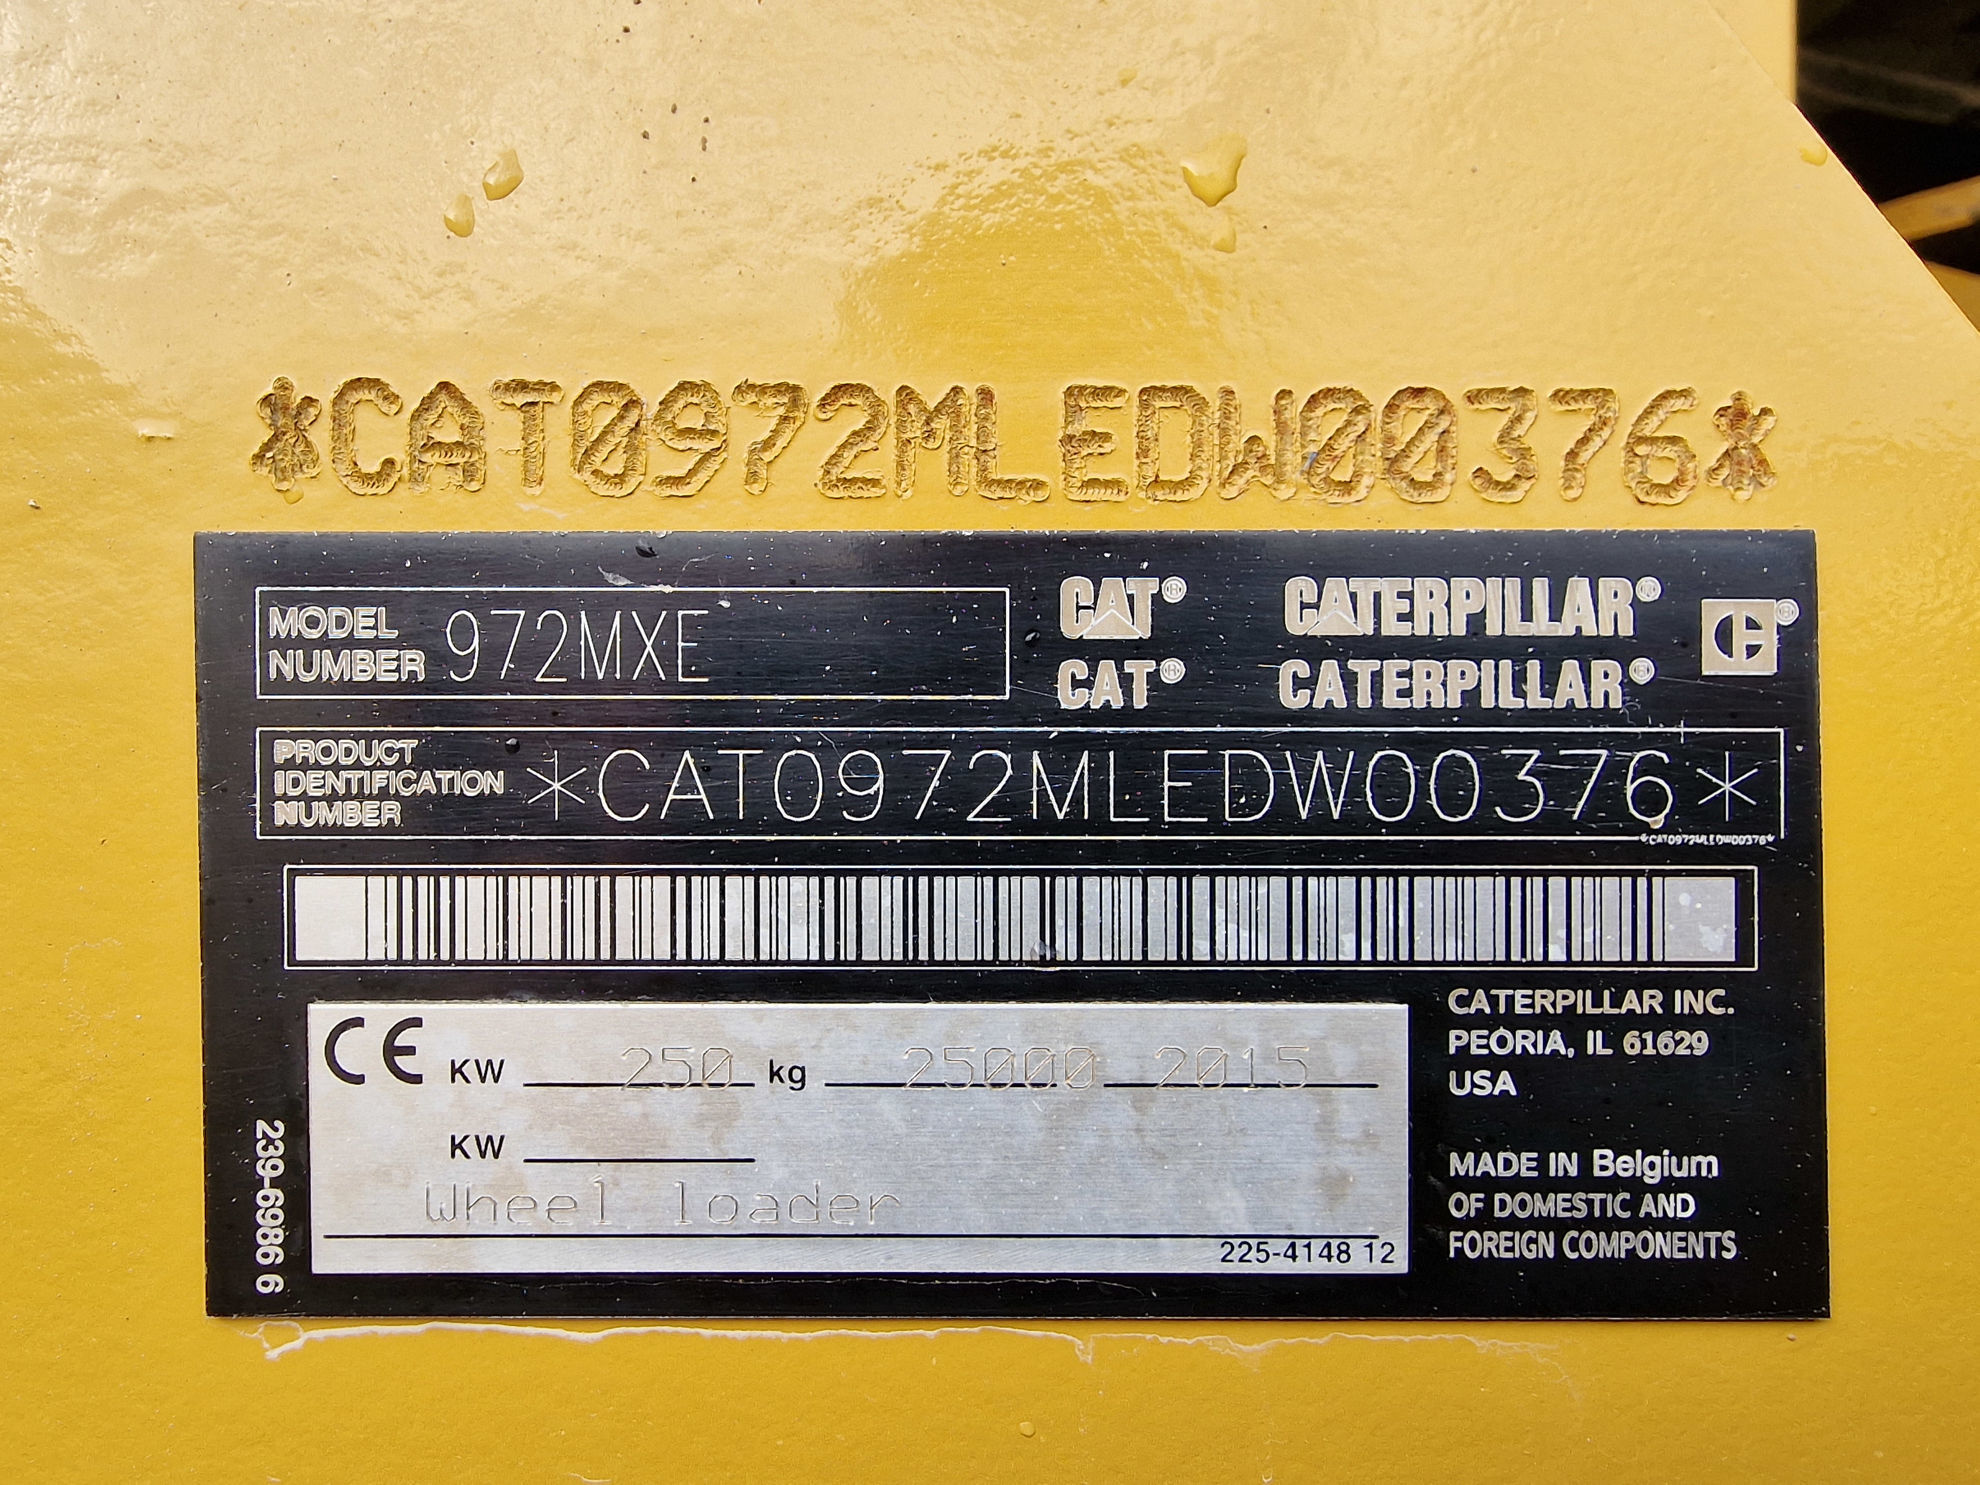 *CAT0972MLEDW00376*
MODEL NUMBER 972MXE
CAT® CATERPILLAR®
CAT® CATERPILLAR®
PRODUCT IDENTIFICATION NUMBER *CAT0972MLEDW00376*
*CAT0972MLEDW00376*
CE KW 250 kg 25000 2015
KW
Wheel loader
225-4148 12
239-6986 6
CATERPILLAR INC.
PEORIA, IL 61629
USA
MADE IN Belgium
OF DOMESTIC AND
FOREIGN COMPONENTS